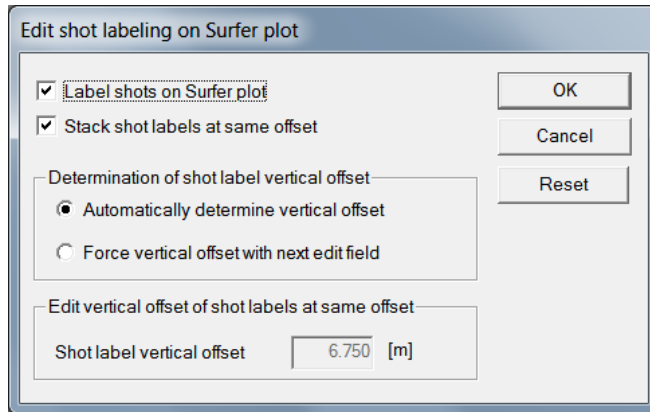 Edit shot labeling on Surfer plot
Label shots on Surfer plot
OK
Stack shot labels at same offset
Cancel
Determination of shot label vertical offset
Reset
Automatically determine vertical offset
Force vertical offset with next edit field
Edit vertical offset of shot labels at same offset
Shot label vertical offset 6.750 [m]